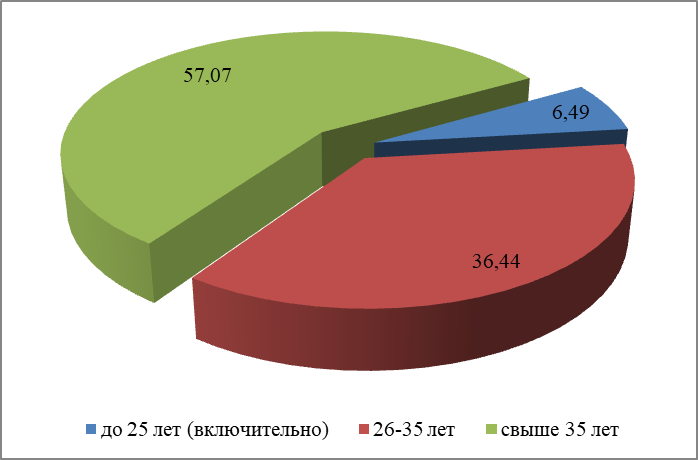 57,07
6,49
36,44
до 25 лет (включительно) 26-35 лет свыше 35 лет